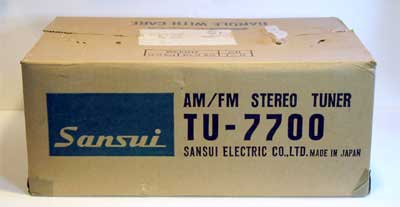 HANDLE WITH CARE
Sansui
AM/FM STEREO TUNER
TU-7700
SANSUI ELECTRIC CO.,LTD. MADE IN JAPAN